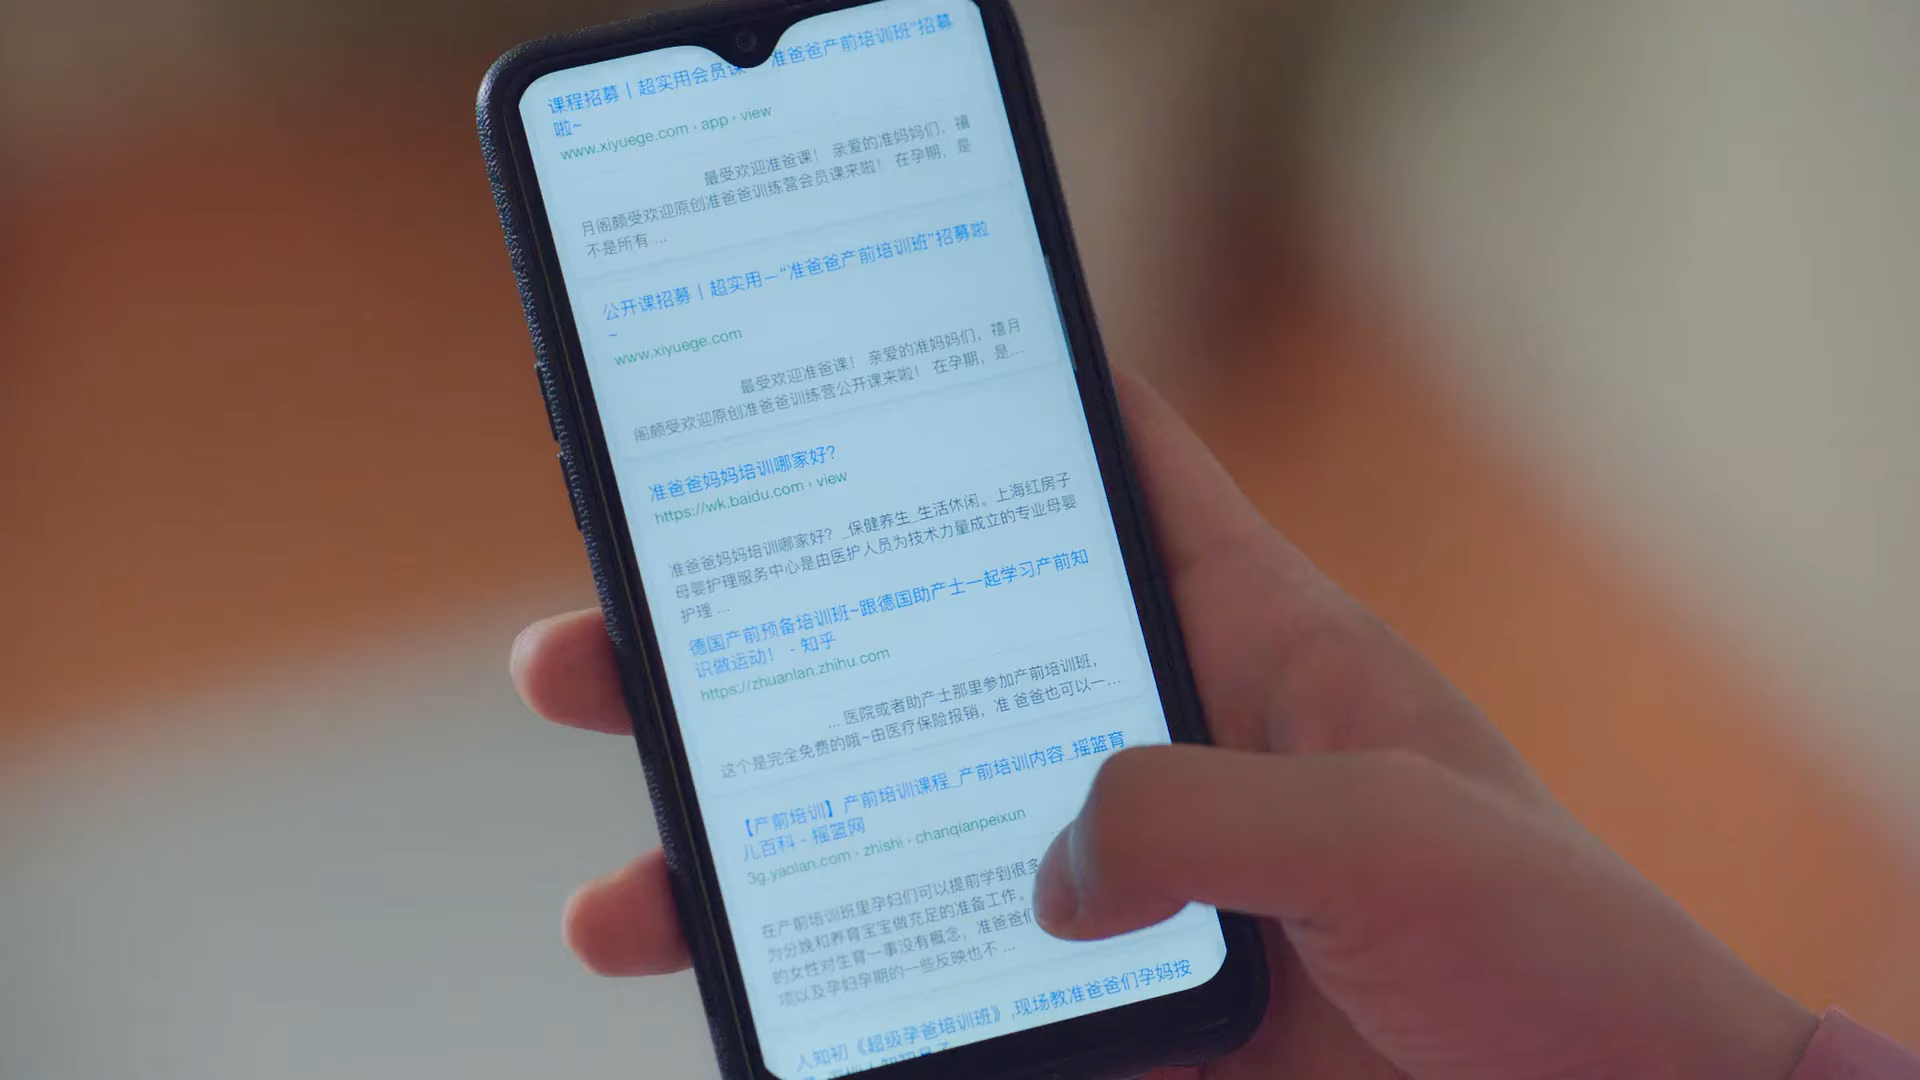 课程招募丨超实用会员课 准爸爸产前培训班”招募
啦~
www.xiyuege.com › app › view
最受欢迎准爸课! 亲爱的准妈妈们，禧
月阁颇受欢迎原创准爸爸训练营会员课来啦! 在孕期，是
不是所有 ...
公开课招募丨超实用—“准爸爸产前培训班”招募啦
~
www.xiyuege.com
最受欢迎准爸课! 亲爱的准妈妈们，禧月
阁颇受欢迎原创准爸爸训练营公开课来啦! 在孕期，是...
准爸爸妈妈培训哪家好?
https://wk.baidu.com › view
准爸爸妈妈培训哪家好? _保健养生_生活休闲。上海红房子
母婴护理服务中心是由医护人员为技术力量成立的专业母婴
护理 ...
德国产前预备培训班~跟德国助产士一起学习产前知
识做运动! - 知乎
https://zhuanlan.zhihu.com
... 医院或者助产士那里参加产前培训班，
这个是完全免费的哦~由医疗保险报销，准 爸爸也可以一...
【产前培训】产前培训课程_产前培训内容_摇篮育
儿百科 - 摇篮网
3g.yaolan.com › zhishi › chanqianpeixun
在产前培训班里孕妇们可以提前学到很多
为分娩和养育宝宝做充足的准备工作。
的女性对生育一事没有概念，准爸爸们
项以及孕妇孕期的一些反映也不 ...
人知初《超级孕爸培训班》,现场教准爸爸们孕妈按